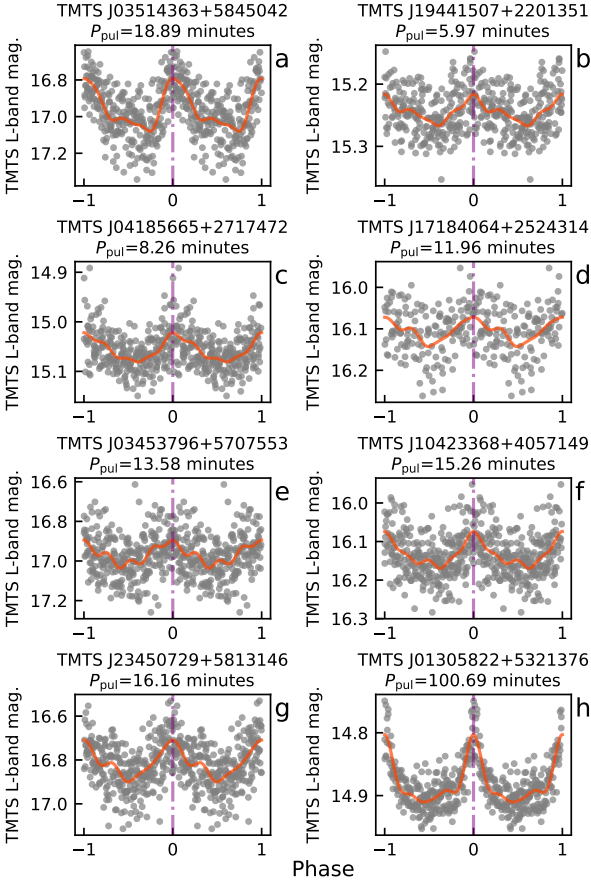 TMTS J03514363+5845042
P_pul=18.89 minutes
a
TMTS L-band mag.
16.8
17.0
17.2
−1
0
1
TMTS J19441507+2201351
P_pul=5.97 minutes
b
TMTS L-band mag.
15.2
15.3
−1
0
1
TMTS J04185665+2717472
P_pul=8.26 minutes
c
TMTS L-band mag.
14.9
15.0
15.1
−1
0
1
TMTS J17184064+2524314
P_pul=11.96 minutes
d
TMTS L-band mag.
16.0
16.1
16.2
−1
0
1
TMTS J03453796+5707553
P_pul=13.58 minutes
e
TMTS L-band mag.
16.6
16.8
17.0
17.2
−1
0
1
TMTS J10423368+4057149
P_pul=15.26 minutes
f
TMTS L-band mag.
16.0
16.1
16.2
16.3
−1
0
1
TMTS J23450729+5813146
P_pul=16.16 minutes
g
TMTS L-band mag.
16.6
16.8
17.0
−1
0
1
TMTS J01305822+5321376
P_pul=100.69 minutes
h
TMTS L-band mag.
14.8
14.9
−1
0
1
Phase